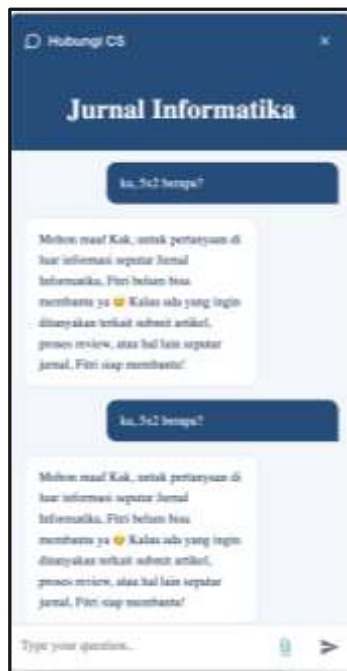 Hubungi CS ×
Jurnal Informatika
ka, 5x2 berapa?
Mohon maaf Kak, untuk pertanyaan di
luar informasi seputar Jurnal
Informatika, Fitri belum bisa
membantu ya 😊 Kalau ada yang ingin
ditanyakan terkait submit artikel,
proses review, atau hal lain seputar
jurnal, Fitri siap membantu!
ka, 5x2 berapa?
Mohon maaf Kak, untuk pertanyaan di
luar informasi seputar Jurnal
Informatika, Fitri belum bisa
membantu ya 😊 Kalau ada yang ingin
ditanyakan terkait submit artikel,
proses review, atau hal lain seputar
jurnal, Fitri siap membantu!
Type your question...